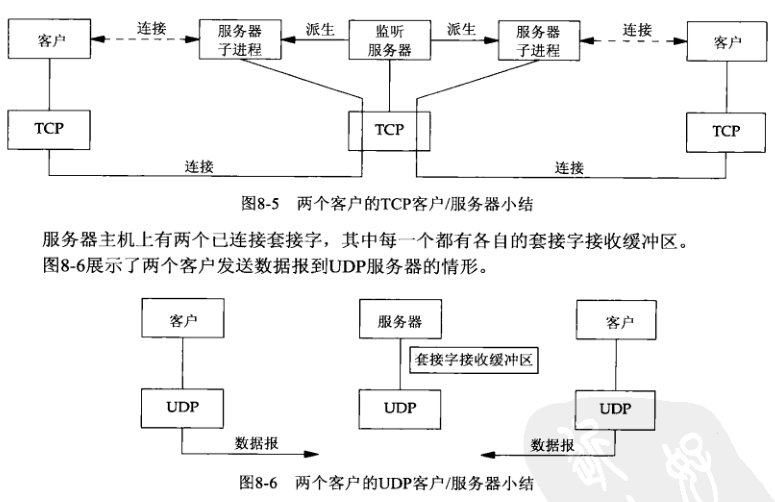 连接 服务器 派生 监听 派生 服务器 连接
客户 子进程 服务器 子进程 客户
TCP TCP TCP
连接 连接
图8-5 两个客户的TCP客户/服务器小结
服务器主机上有两个已连接套接字，其中每一个都有各自的套接字接收缓冲区。
图8-6展示了两个客户发送数据报到UDP服务器的情形。
客户 服务器 客户
套接字接收缓冲区
UDP UDP UDP
数据报 数据报
图8-6 两个客户的UDP客户/服务器小结